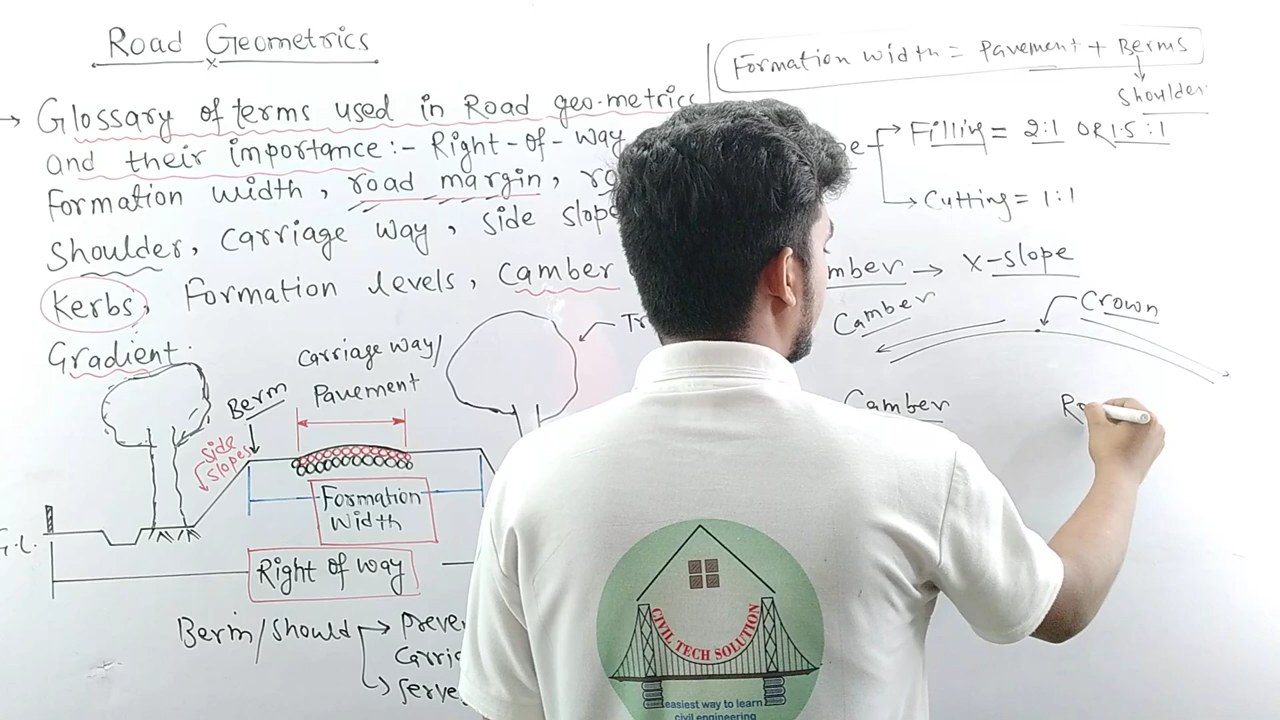 Road Geometrics
→ Glossary of terms used in Road geo-metrics
and their importance:- Right-of-way
Formation width, road margin,
Shoulder, Carriage way, side slope
Kerbs, Formation levels, camber
Gradient.
Formation Width = Pavement + Berms
Shoulder
Filling = 2:1 OR 1.5:1
Cutting = 1:1
→ X-slope
Camber
Crown
Camber
Carriage way/
Pavement
Berm
side
slopes
Formation
Width
G.L.
Right of way
Berm/Should
CIVIL TECH SOLUTION
easiest way to learn
civil engineering